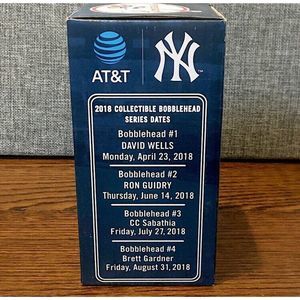 AT&T
NY
2018 COLLECTIBLE BOBBLEHEAD
SERIES DATES
Bobblehead #1
DAVID WELLS
Monday, April 23, 2018
Bobblehead #2
RON GUIDRY
Thursday, June 14, 2018
Bobblehead #3
CC Sabathia
Friday, July 27, 2018
Bobblehead #4
Brett Gardner
Friday, August 31, 2018